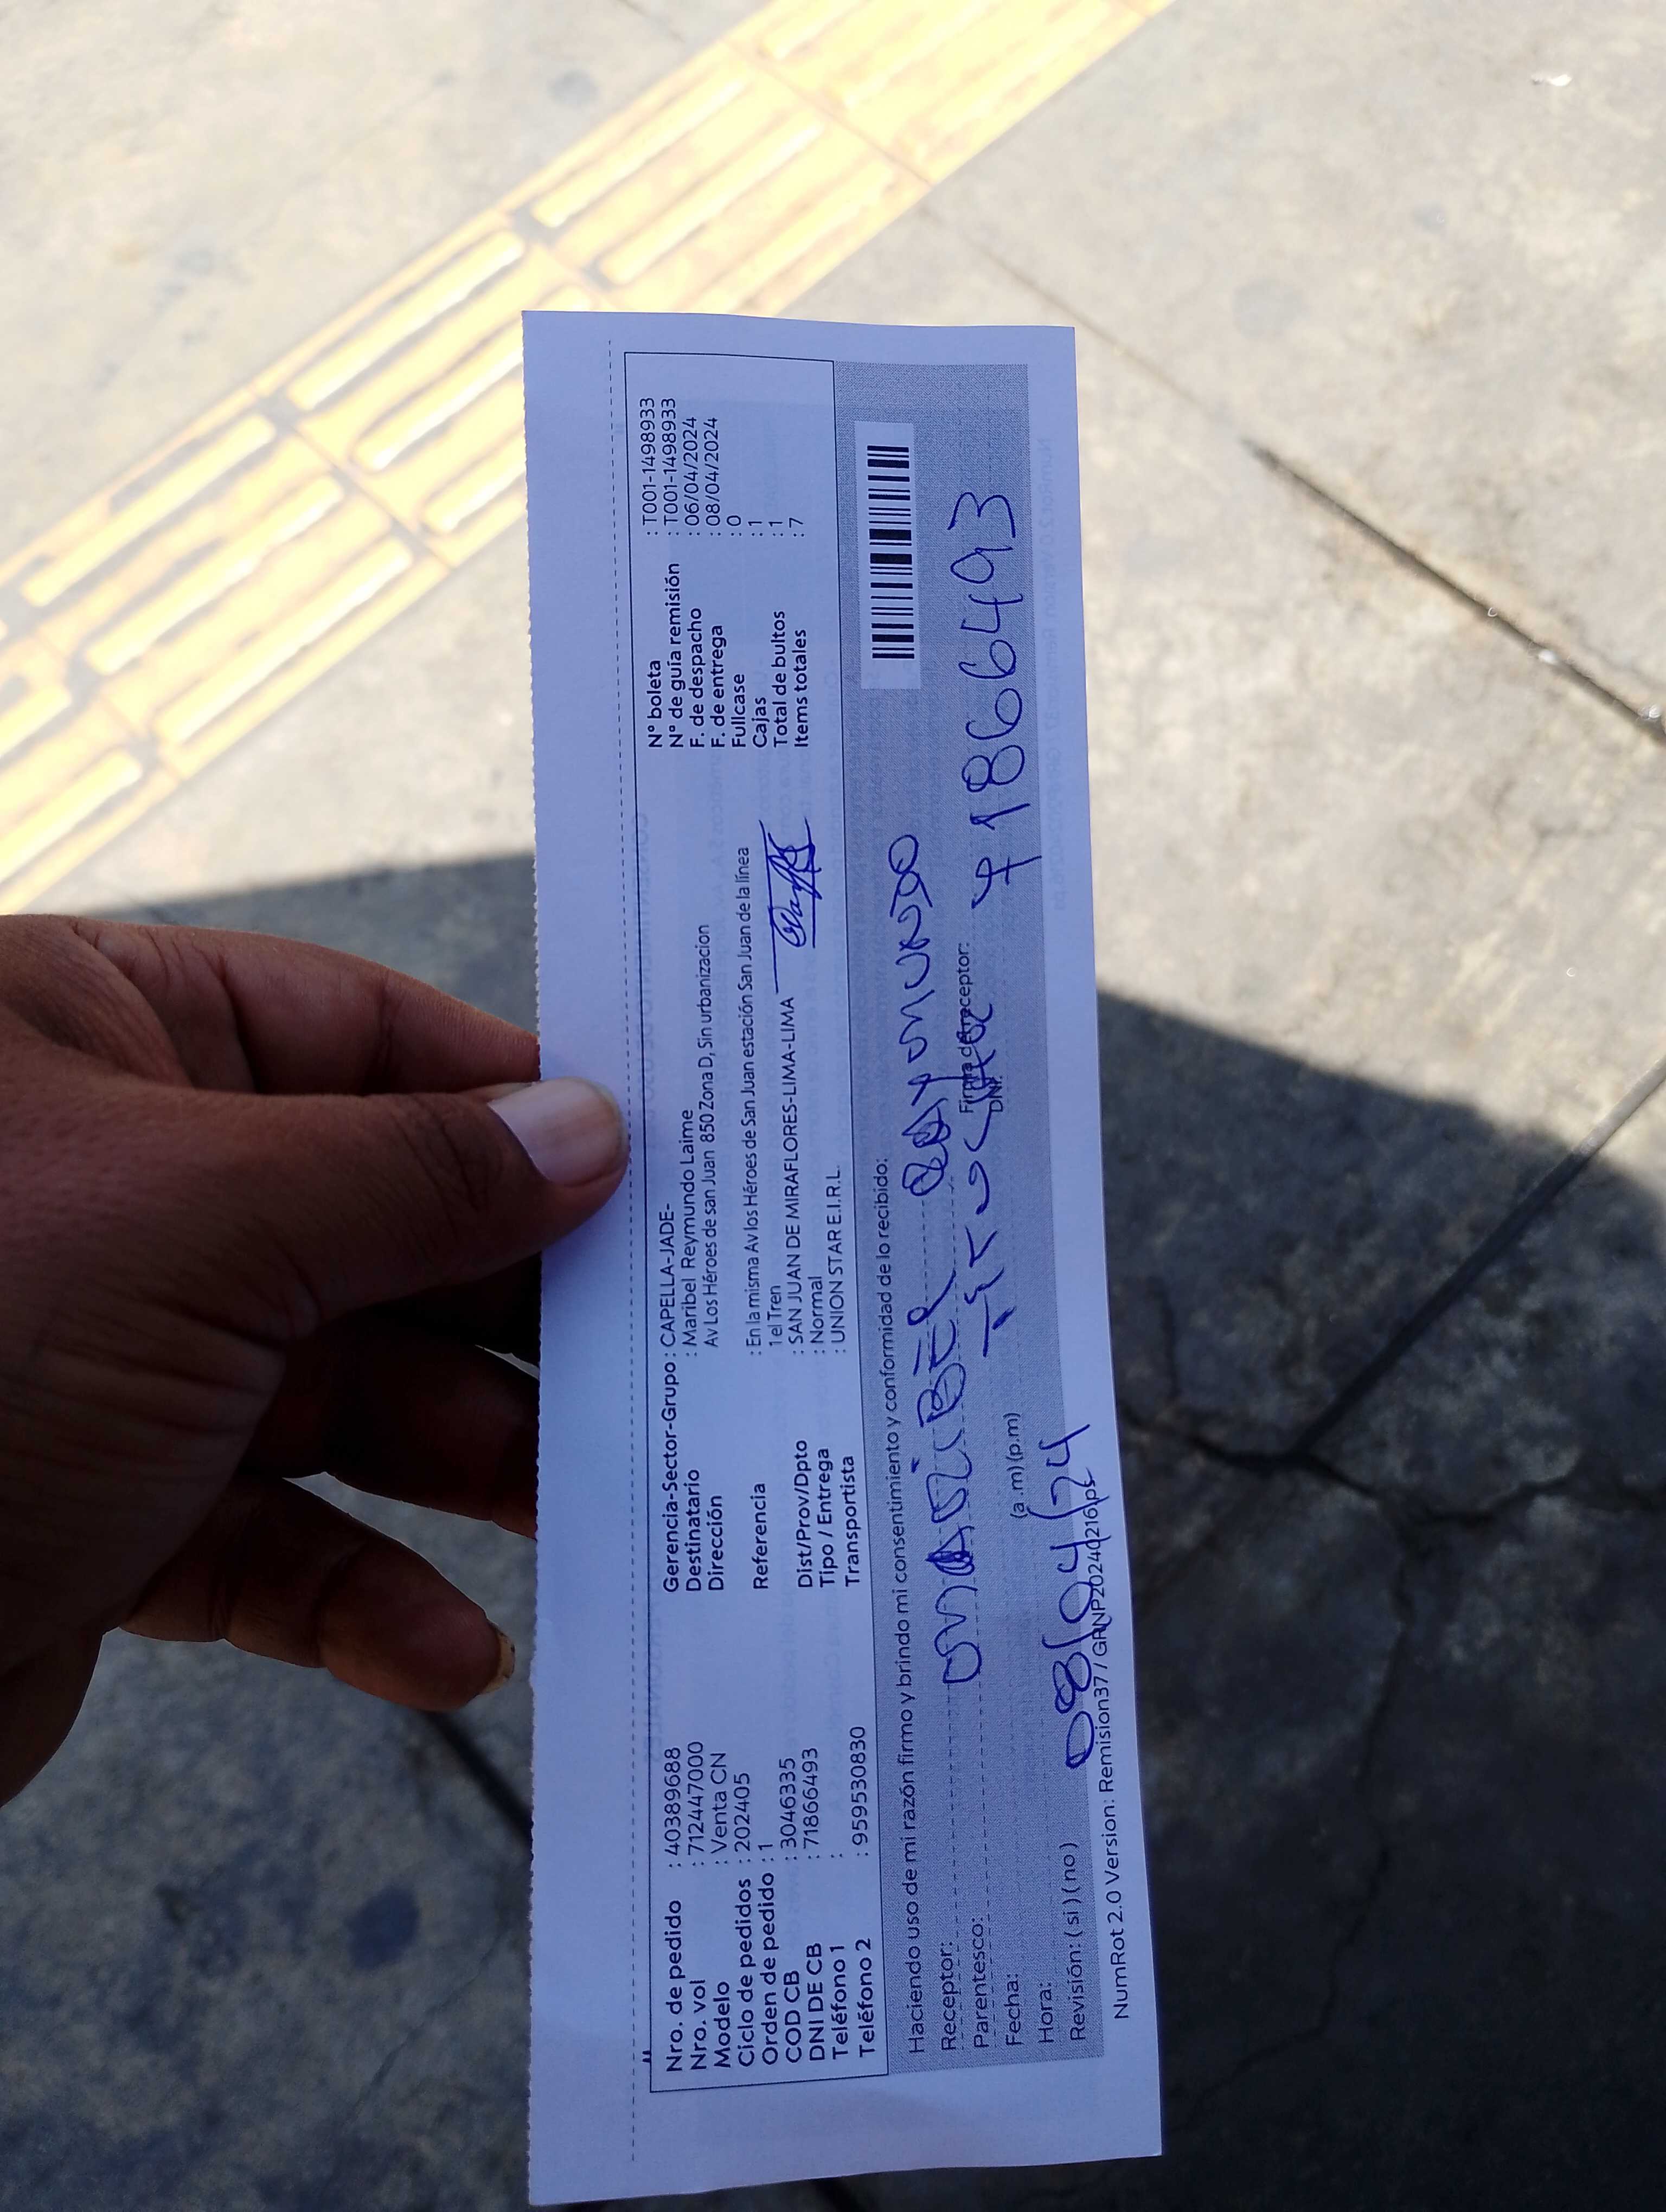 Nro. de pedido : 40389688
Nro. vol : 712447000
Modelo : Venta CN
Ciclo de pedidos : 202405
Orden de pedido : 1
COD CB : 3046335
DNI DE CB : 71866493
Teléfono 1 :
Teléfono 2 : 959530830
Gerencia-Sector-Grupo : CAPELLA-JADE-
Destinatario : Maribel Reymundo Laime
Dirección Av Los Héroes de san Juan 850 Zona D, Sin urbanizacion
Referencia : En la misma Av los Héroes de San Juan estación San Juan de la línea
1 el Tren
Dist/Prov/Dpto : SAN JUAN DE MIRAFLORES-LIMA-LIMA
Tipo / Entrega : Normal
Transportista : UNION STAR E.I.R.L.
N° boleta : T001-1498933
N° de guía remisión : T001-1498933
F. de despacho : 06/04/2024
F. de entrega : 08/04/2024
Fullcase : 0
Cajas : 1
Total de bultos : 1
Items totales : 7
Haciendo uso de mi razón firmo y brindo mi consentimiento y conformidad de lo recibido:
Receptor: MARIBEL RAYMUNDO
Parentesco: Firma del receptor:
Fecha: DNI: 71866493
Hora: (a.m) (p.m)
Revisión: ( si ) ( no ) 08/04/24
NumRot 2.0 Version: Remision37 / GRNP20240216ps